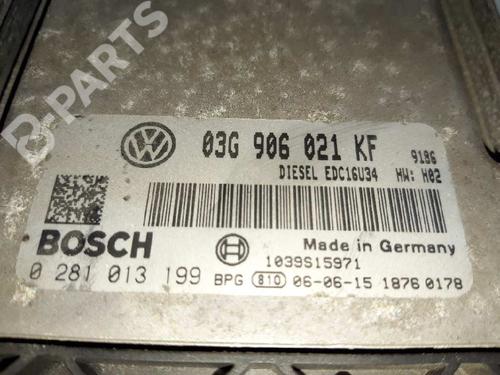 B-PARTS
03G 906 021 KF 9186
DIESEL EDC16U34 HW: H02
BOSCH
Made in Germany
1039S15971
0 281 013 199 BPG 810 06-06-15 1876 0178